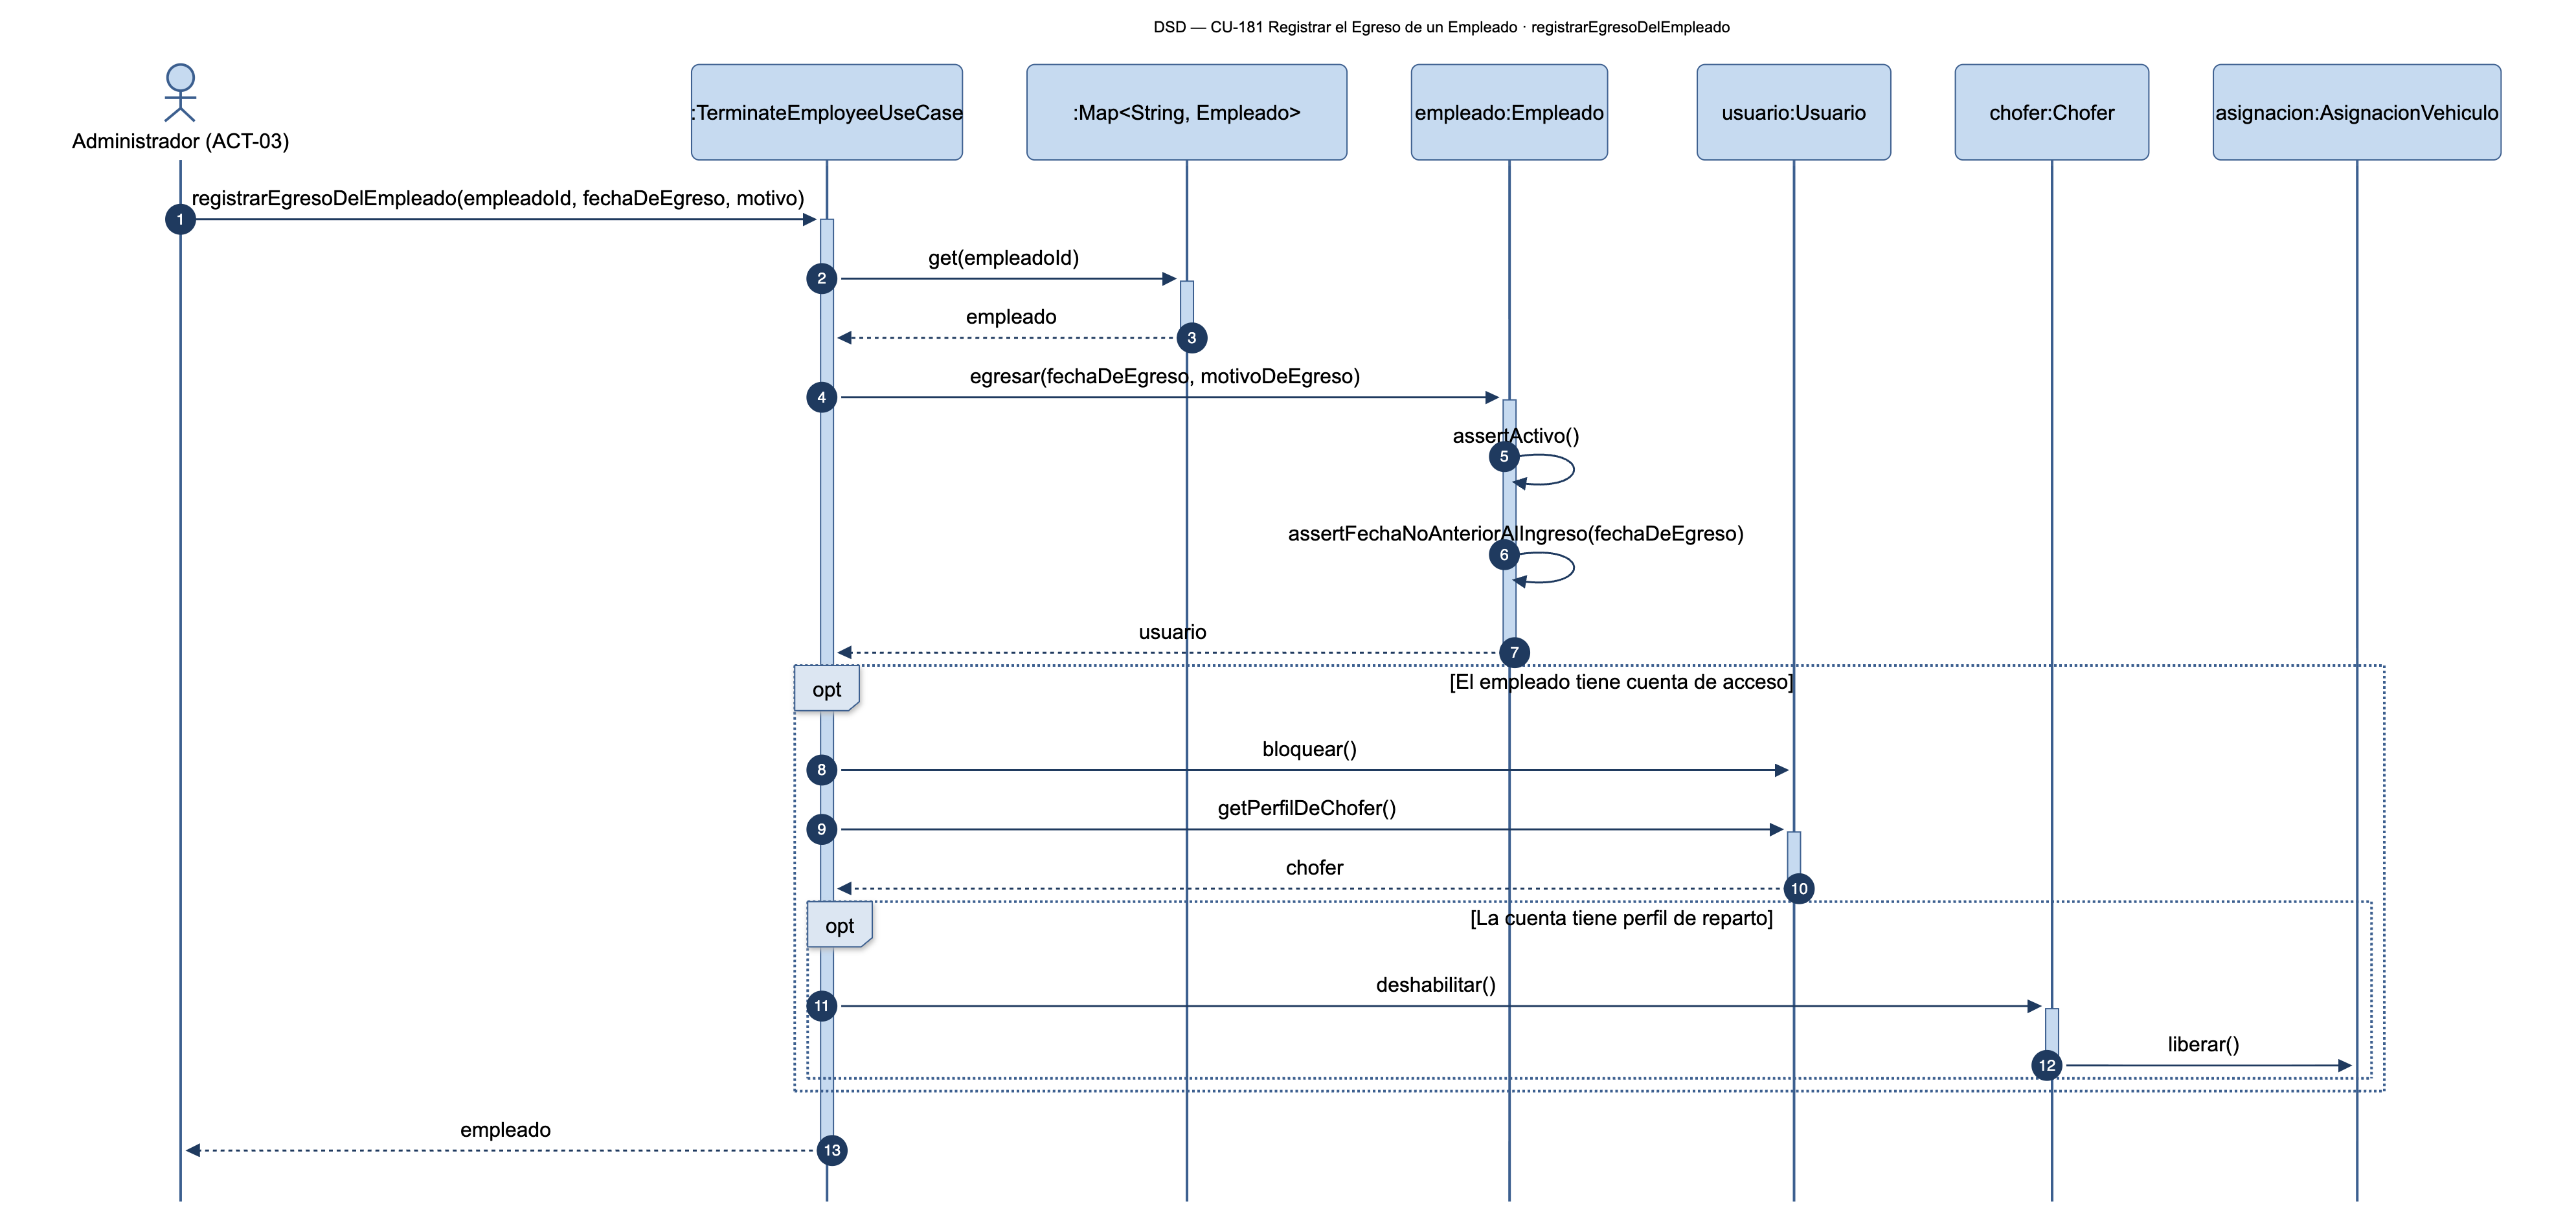 DSD — CU-181 Registrar el Egreso de un Empleado · registrarEgresoDelEmpleado
Administrador (ACT-03)
:TerminateEmployeeUseCase
:Map<String, Empleado>
empleado:Empleado
usuario:Usuario
chofer:Chofer
asignacion:AsignacionVehiculo
registrarEgresoDelEmpleado(empleadoId, fechaDeEgreso, motivo)
1
get(empleadoId)
2
empleado
3
egresar(fechaDeEgreso, motivoDeEgreso)
4
assertActivo()
5
assertFechaNoAnteriorAlIngreso(fechaDeEgreso)
6
usuario
7
opt
[El empleado tiene cuenta de acceso]
bloquear()
8
getPerfilDeChofer()
9
chofer
10
opt
[La cuenta tiene perfil de reparto]
deshabilitar()
11
liberar()
12
empleado
13